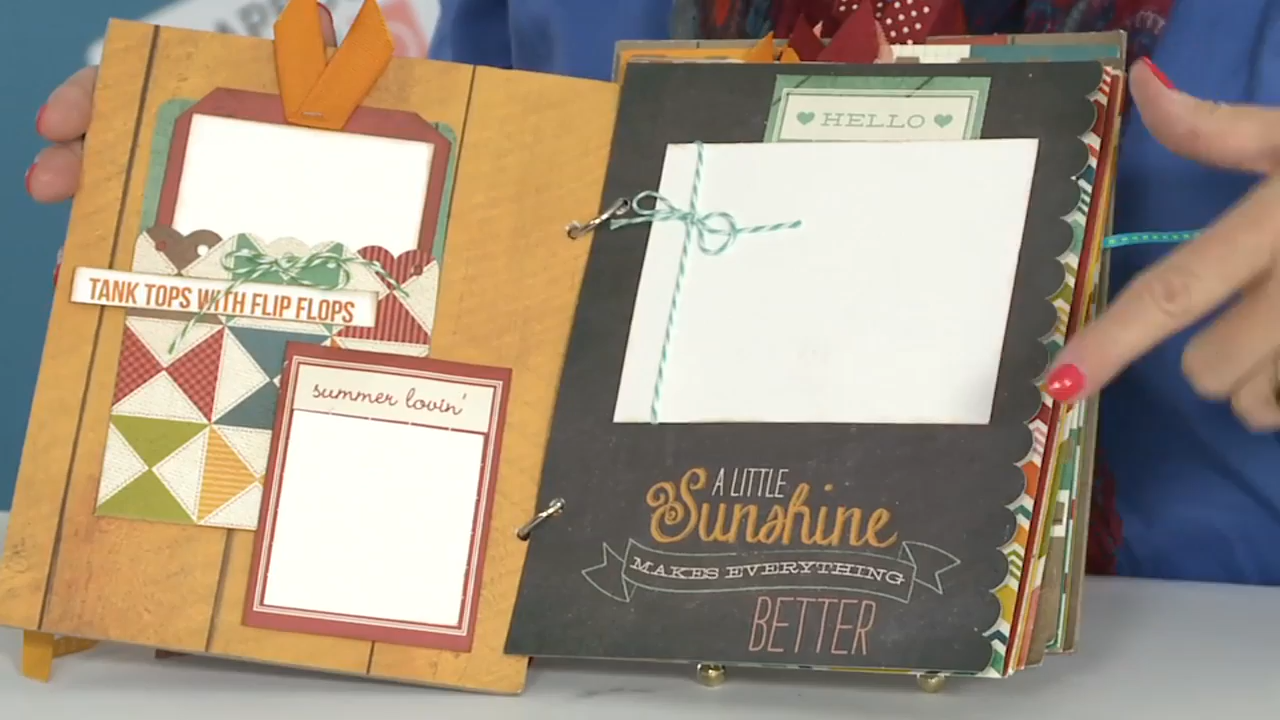 TANK TOPS WITH FLIP FLOPS
summer lovin'
HELLO
A LITTLE
Sunshine
MAKES EVERYTHING
BETTER